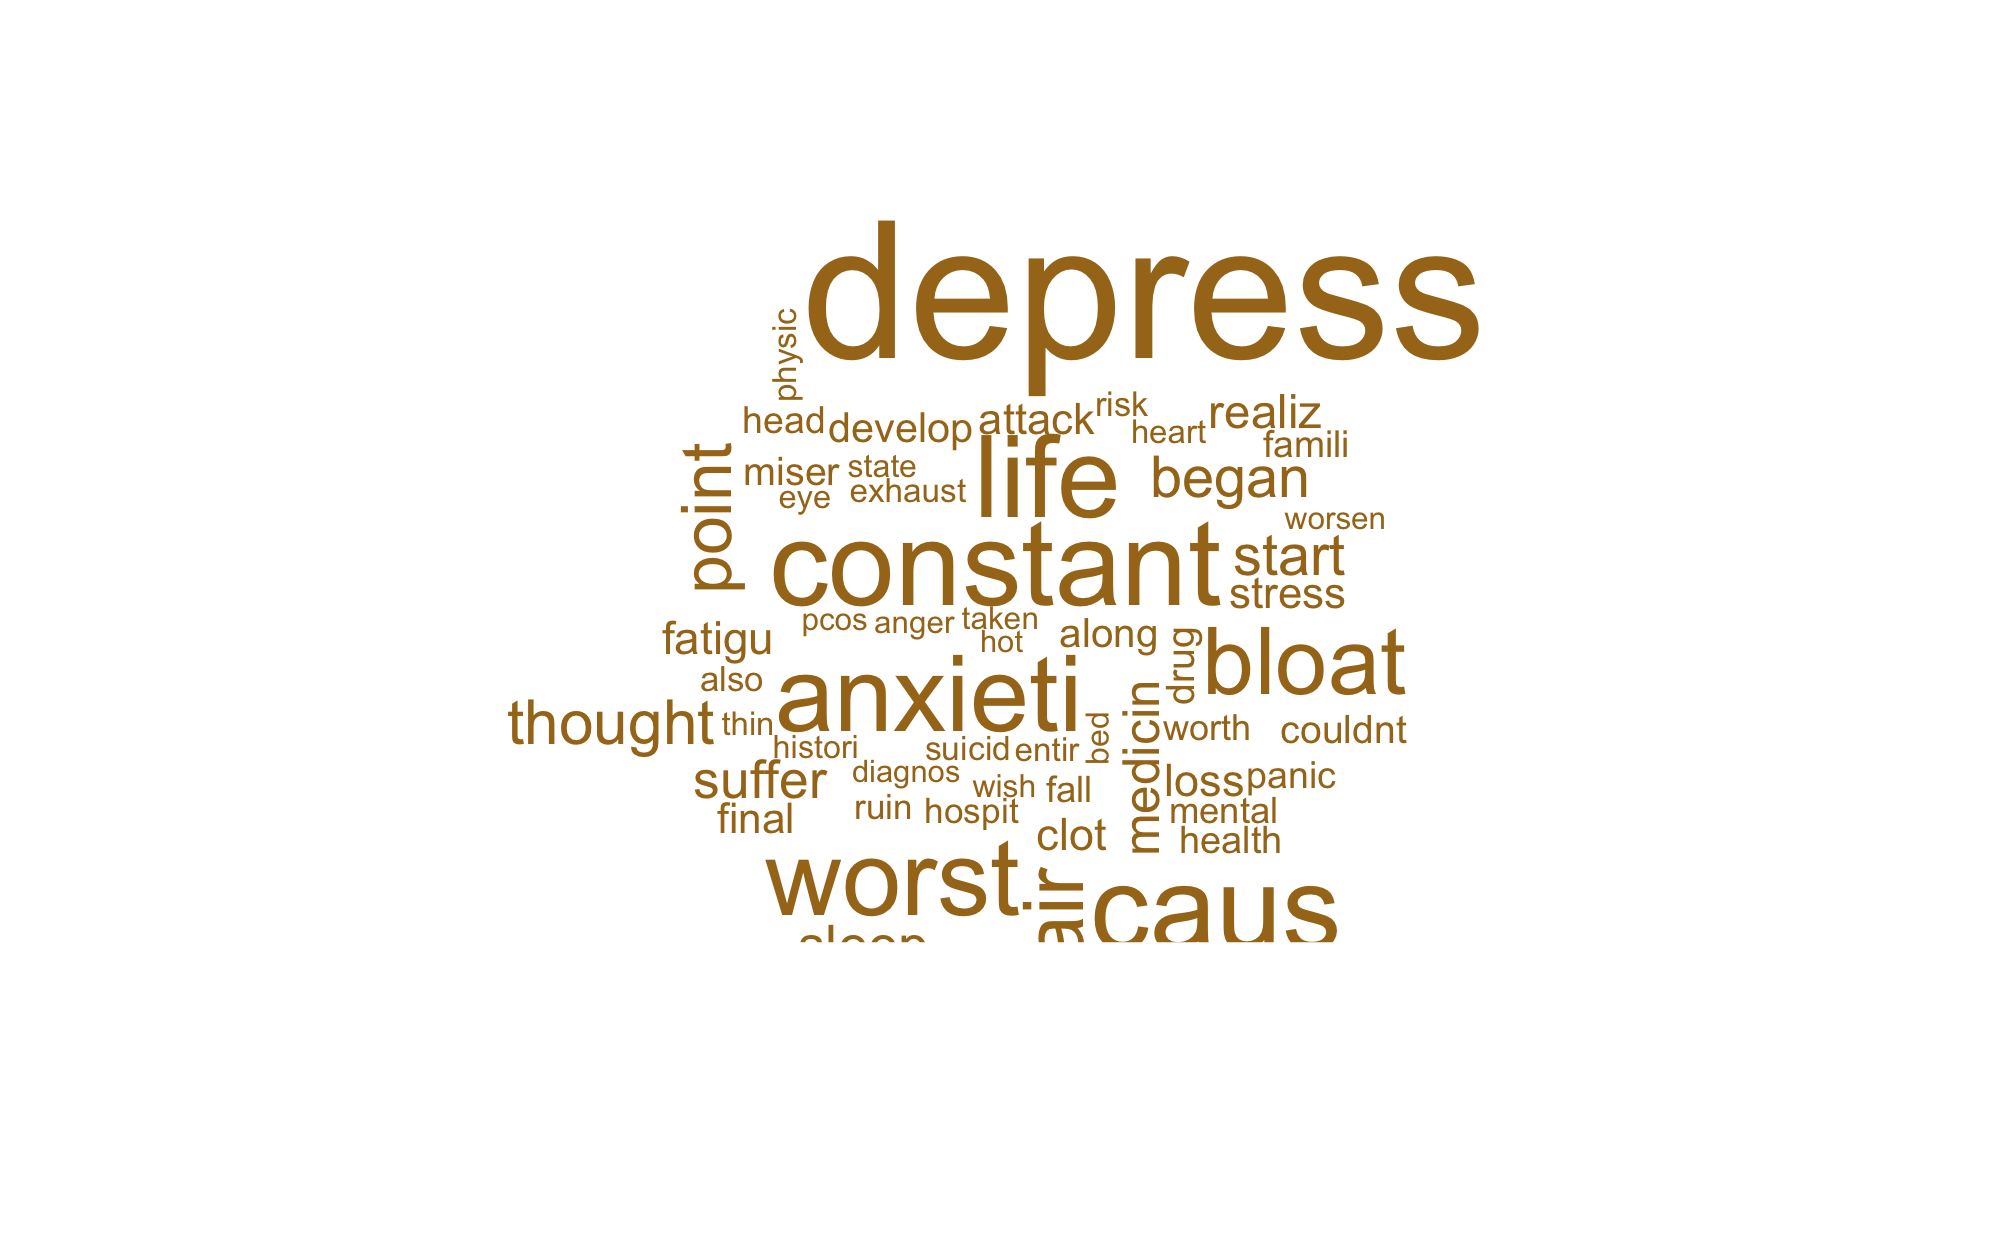 depress
physic
head
develop
attack
risk
heart
realiz
famili
point
miser
state
eye
exhaust
life
began
worsen
constant
start
stress
pcos
anger
taken
hot
along
fatigu
also
anxieti
drug
bloat
thought
thin
histori
suicid
entir
bed
medicin
worth
couldnt
suffer
diagnos
wish
fall
loss
panic
final
ruin
hospit
clot
mental
health
worst
caus